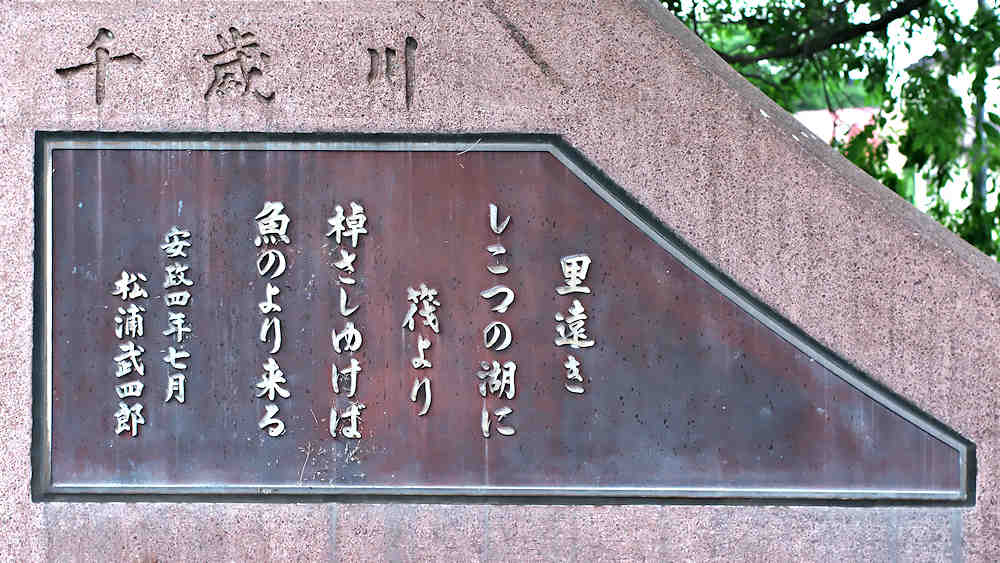 千歳川
里遠き
しこつの湖に
筏より
棹さしゆけば
魚のより来る
安政四年七月
松浦武四郎